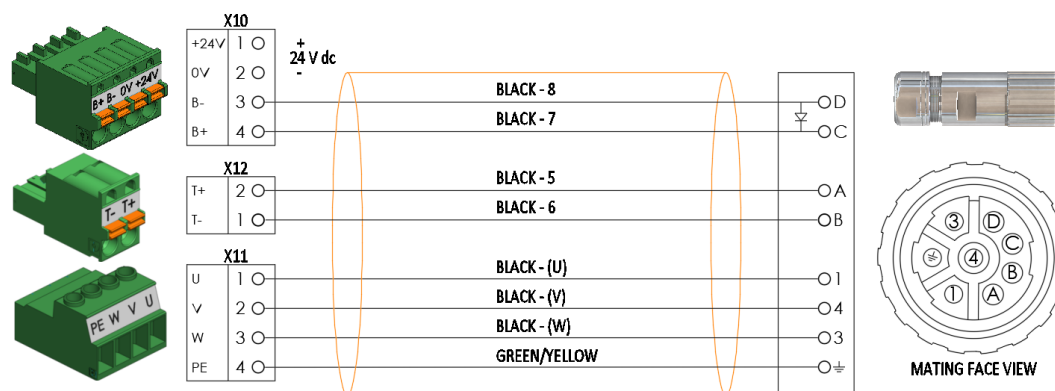 X10
+24V 1
0V 2
B- 3
B+ 4
+
24 V dc
-
B+ B- 0V +24V
BLACK - 8
BLACK - 7
D
C
X12
T+ 2
T- 1
T- T+
BLACK - 5
BLACK - 6
A
B
X11
U 1
V 2
W 3
PE 4
PE W V U
BLACK - (U)
BLACK - (V)
BLACK - (W)
GREEN/YELLOW
1
4
3
3 D
C
4
B
1 A
MATING FACE VIEW